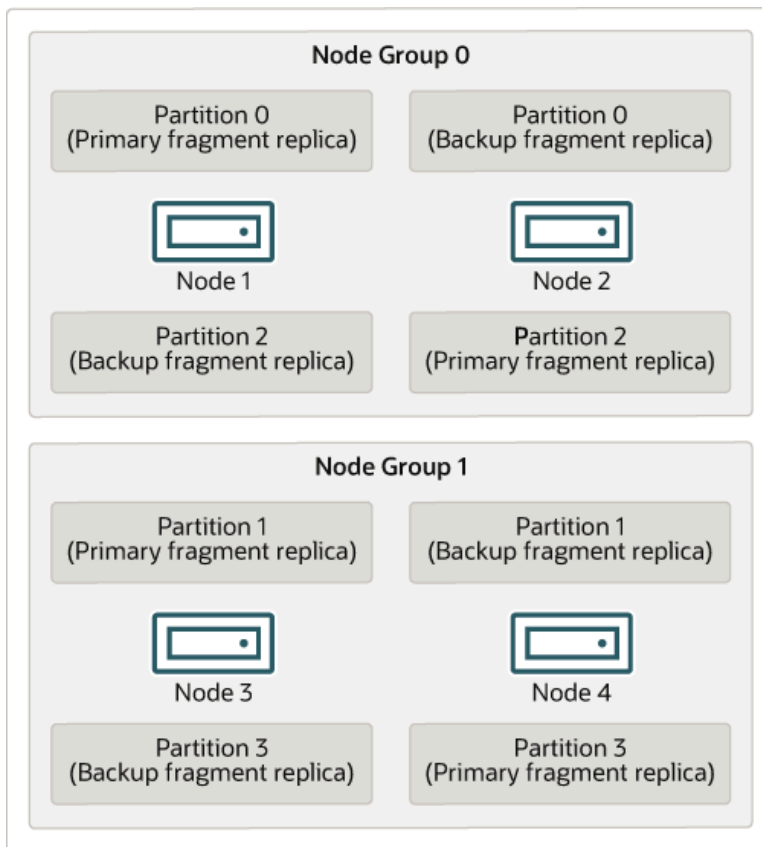 Node Group 0
Partition 0
(Primary fragment replica)
Partition 0
(Backup fragment replica)
Node 1
Node 2
Partition 2
(Backup fragment replica)
Partition 2
(Primary fragment replica)
Node Group 1
Partition 1
(Primary fragment replica)
Partition 1
(Backup fragment replica)
Node 3
Node 4
Partition 3
(Backup fragment replica)
Partition 3
(Primary fragment replica)